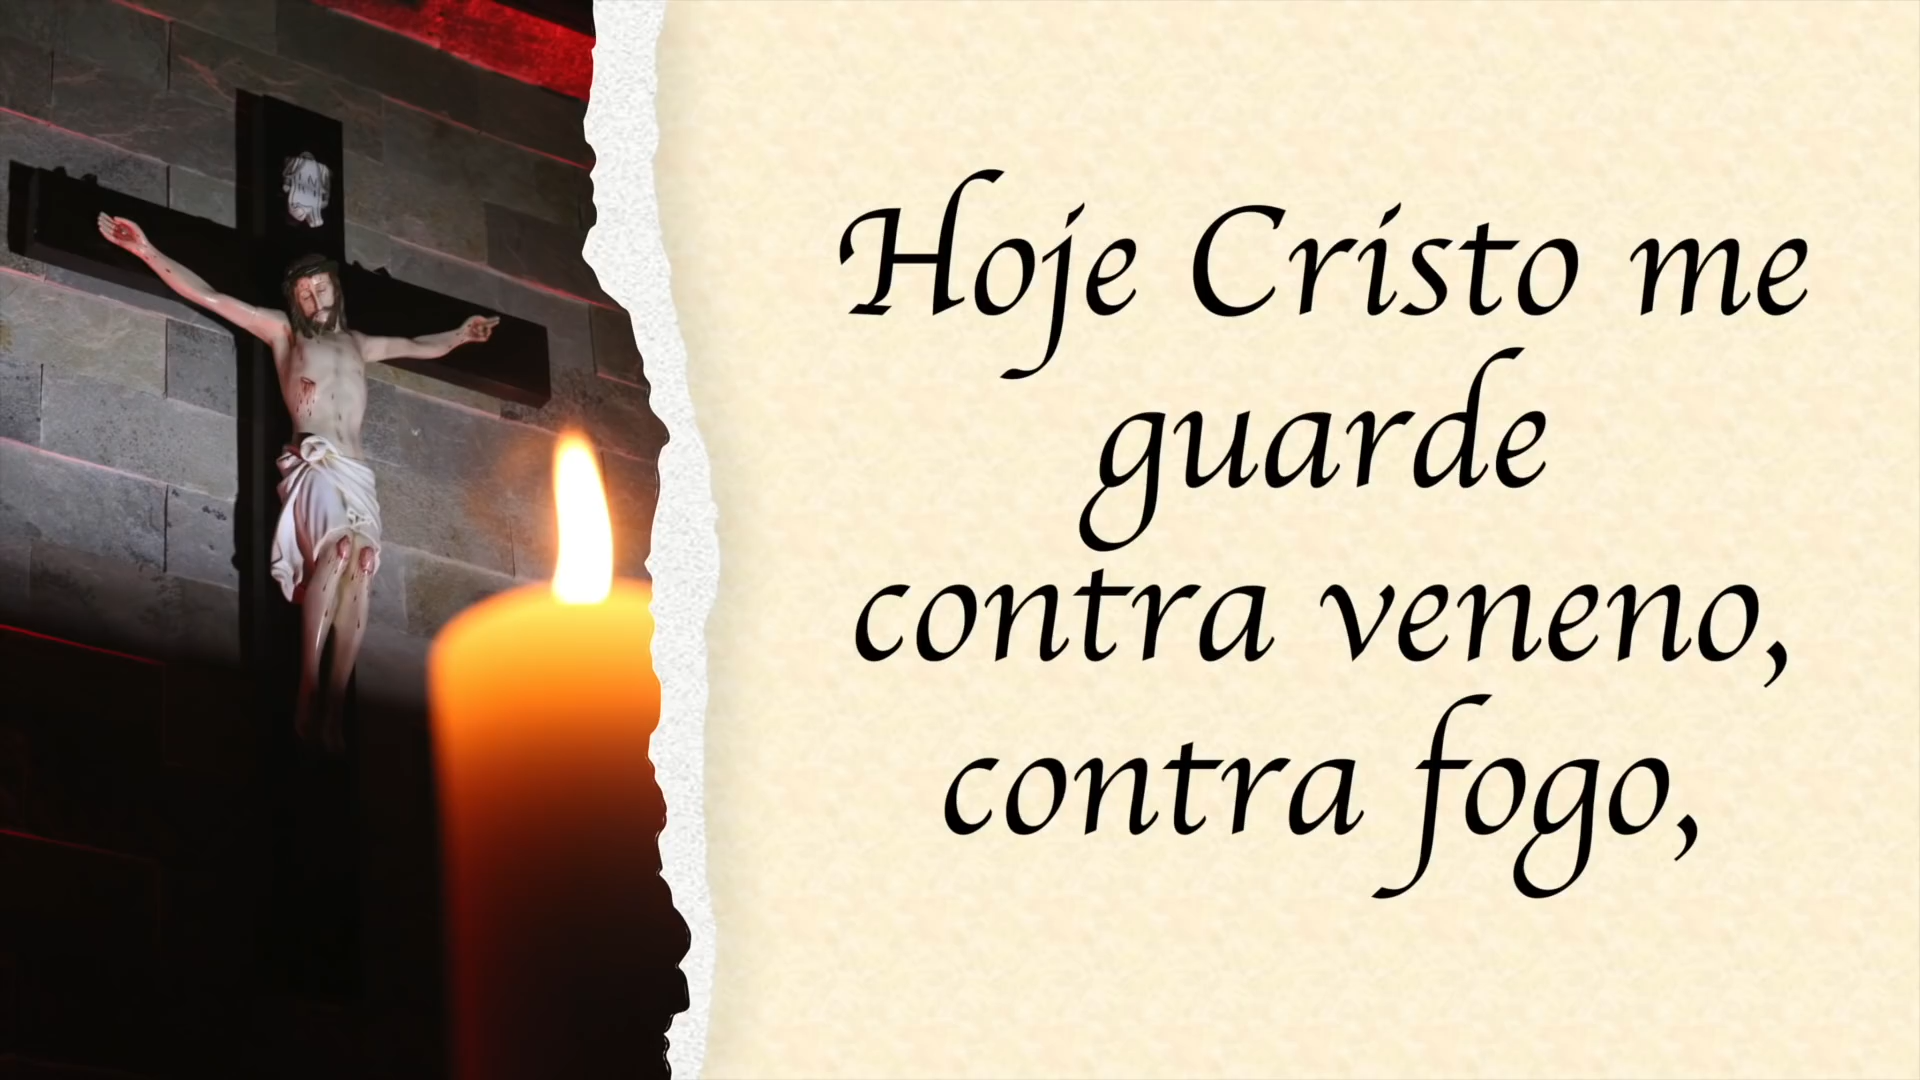 Hoje Cristo me
guarde
contra veneno,
contra fogo,